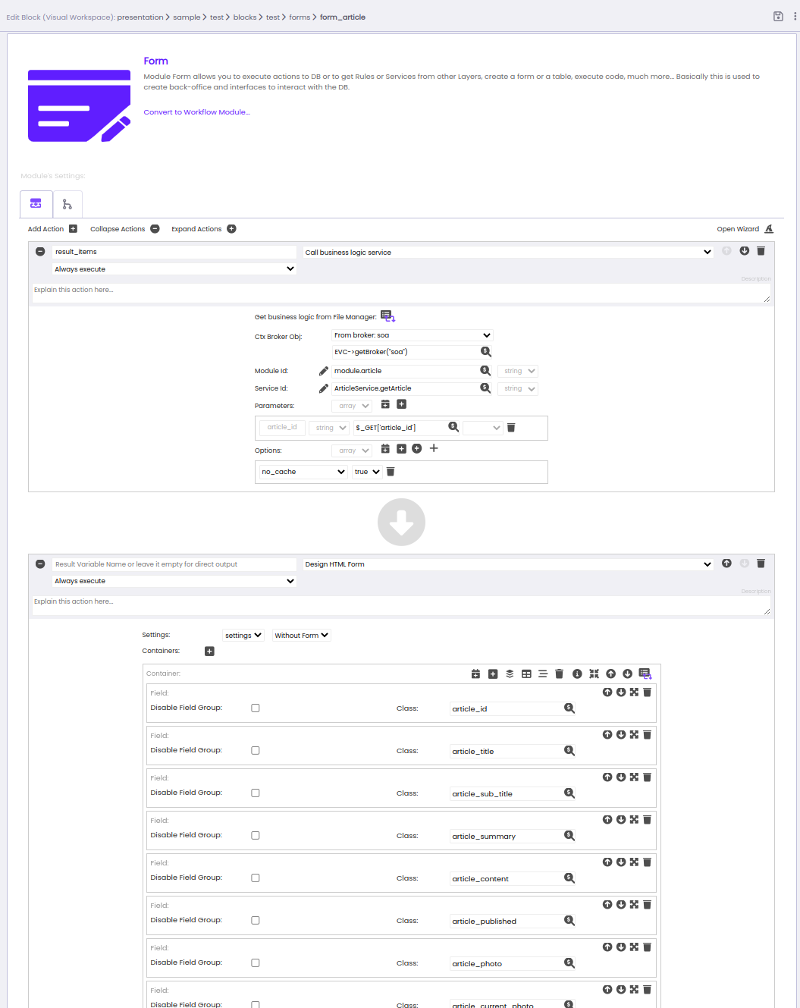 Edit Block (Visual Workspace): presentation > sample > test > blocks > test > forms > form_article
Form
Module Form allows you to execute actions to DB or to get Rules or Services from other Layers, create a form or a table, execute code, much more... Basically this is used to
create back-office and interfaces to interact with the DB.
Convert to Workflow Module...
Module's Settings:
Add Action Collapse Actions Expand Actions Open Wizard
result_items Call business logic service
Always execute
Description
Explain this action here...
Get business logic from File Manager:
Ctx Broker Obj: From broker: soa
EVC->getBroker("soa")
Module Id: module.article string
Service Id: ArticleService.getArticle string
Parameters: array
article_id string $_GET['article_id']
Options: array
no_cache true
Result Variable Name or leave it empty for direct output Design HTML Form
Always execute
Description
Explain this action here...
Settings: settings Without Form
Containers:
Container:
Field:
Disable Field Group: Class: article_id
Field:
Disable Field Group: Class: article_title
Field:
Disable Field Group: Class: article_sub_title
Field:
Disable Field Group: Class: article_summary
Field:
Disable Field Group: Class: article_content
Field:
Disable Field Group: Class: article_published
Field:
Disable Field Group: Class: article_photo
Field:
Disable Field Group: Class: article_current_photo